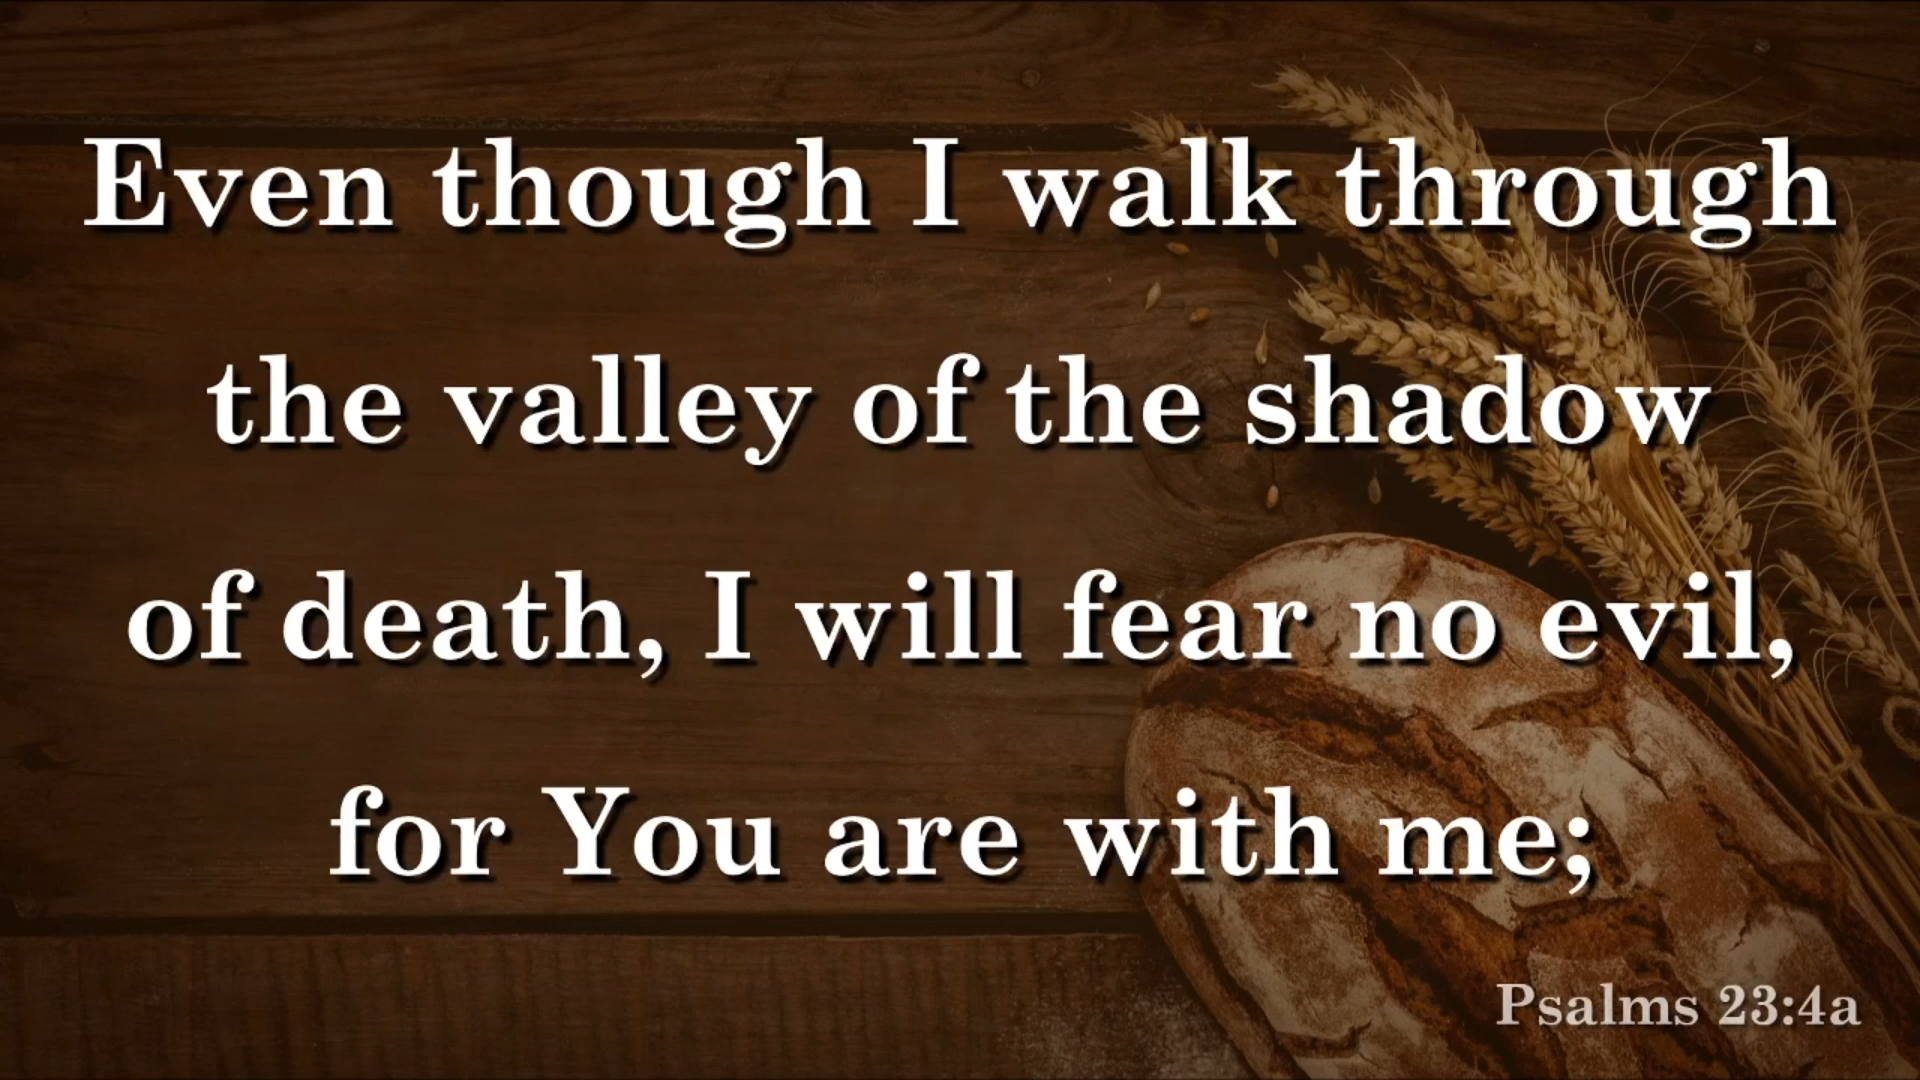 Even though I walk through
the valley of the shadow
of death, I will fear no evil,
for You are with me;
Psalms 23:4a